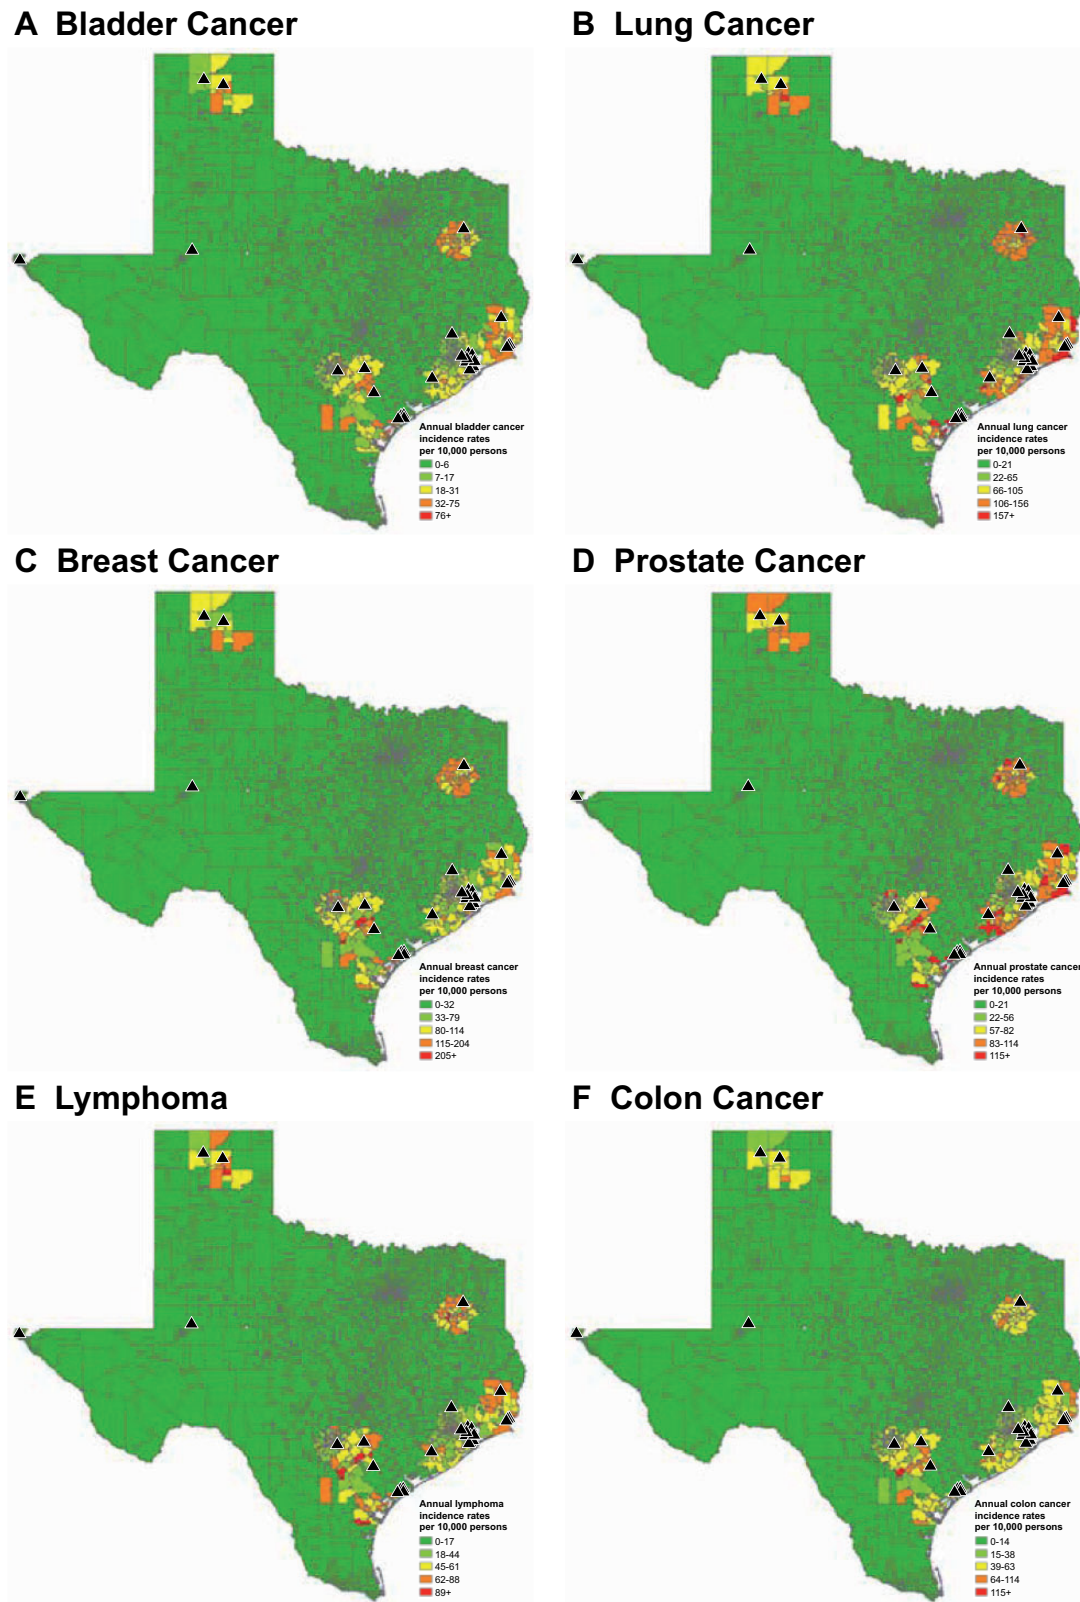 A Bladder Cancer
Annual bladder cancer
incidence rates
per 10,000 persons
0-6
7-17
18-31
32-75
76+
B Lung Cancer
Annual lung cancer
incidence rates
per 10,000 persons
0-21
22-65
66-105
106-156
157+
C Breast Cancer
Annual breast cancer
incidence rates
per 10,000 persons
0-32
33-79
80-114
115-204
205+
D Prostate Cancer
Annual prostate cancer
incidence rates
per 10,000 persons
0-21
22-56
57-82
83-114
115+
E Lymphoma
Annual lymphoma
incidence rates
per 10,000 persons
0-17
18-44
45-61
62-88
89+
F Colon Cancer
Annual colon cancer
incidence rates
per 10,000 persons
0-14
15-38
39-63
64-114
115+